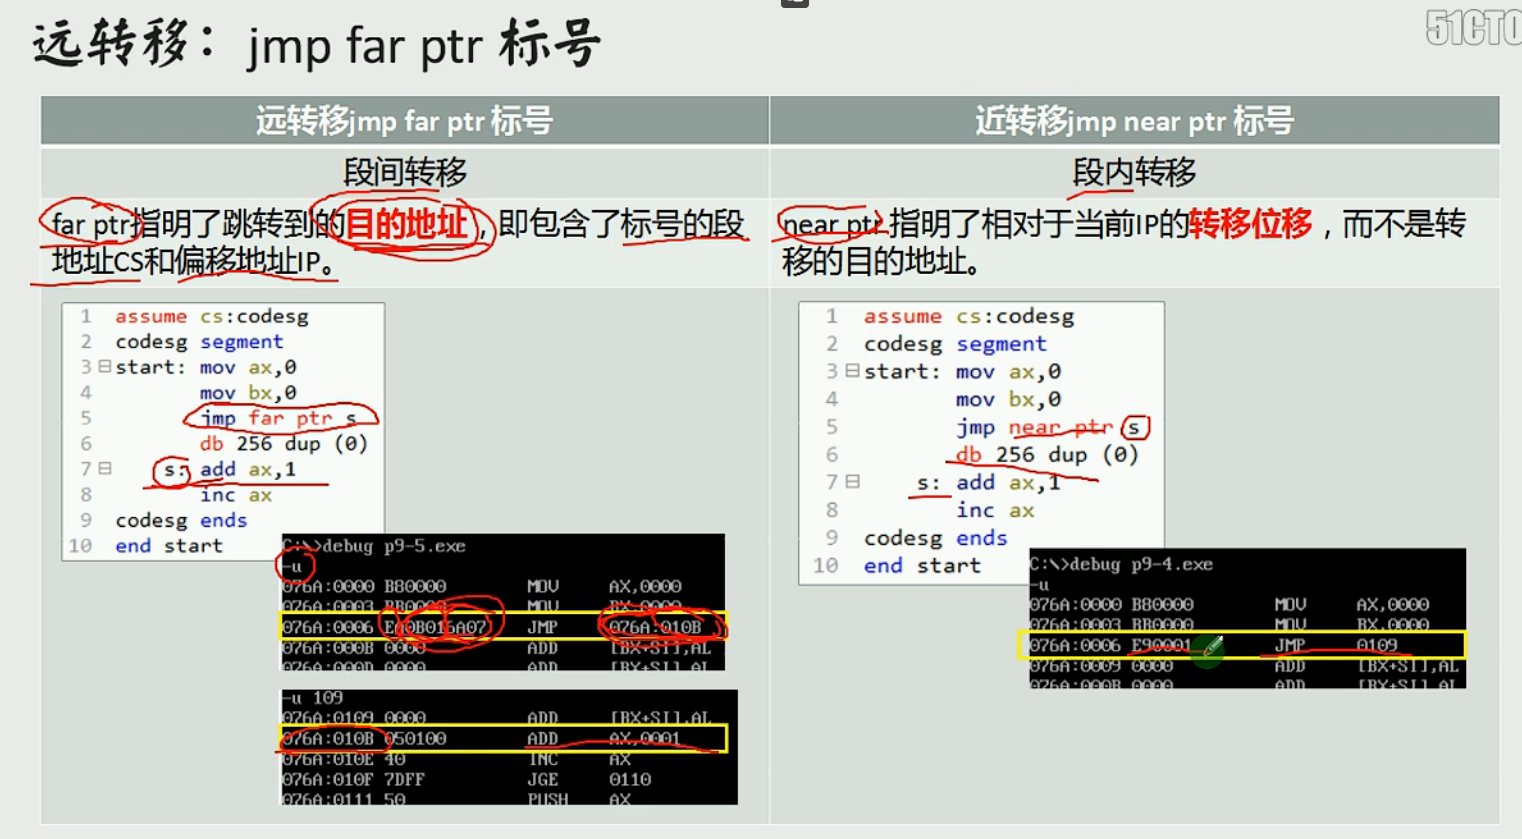 远转移：jmp far ptr 标号
51CTO
远转移jmp far ptr 标号
近转移jmp near ptr 标号
段间转移
段内转移
far ptr指明了跳转到的目的地址，即包含了标号的段
地址CS和偏移地址IP。
near ptr 指明了相对于当前IP的转移位移，而不是转
移的目的地址。
1 assume cs:codesg
2 codesg segment
3 start: mov ax,0
4 mov bx,0
5 jmp far ptr s
6 db 256 dup (0)
7 s: add ax,1
8 inc ax
9 codesg ends
10 end start
C:\>debug p9-5.exe
-u
076A:0000 B80000 MOV AX,0000
076A:0003 BB0000 MOV BX,0000
076A:0006 EA0B016A07 JMP 076A:010B
076A:000B 0000 ADD [BX+SI],AL
076A:000D 0000 ADD [BX+SI],AL
-u 109
076A:0109 0000 ADD [BX+SI],AL
076A:010B 050100 ADD AX,0001
076A:010E 40 INC AX
076A:010F 7DFF JGE 0110
076A:0111 50 PUSH AX
1 assume cs:codesg
2 codesg segment
3 start: mov ax,0
4 mov bx,0
5 jmp near ptr s
6 db 256 dup (0)
7 s: add ax,1
8 inc ax
9 codesg ends
10 end start
C:\>debug p9-4.exe
-u
076A:0000 B80000 MOV AX,0000
076A:0003 BB0000 MOV BX,0000
076A:0006 E90001 JMP 0109
076A:0009 0000 ADD [BX+SI],AL
076A:000B 0000 ADD [BX+SI],AL